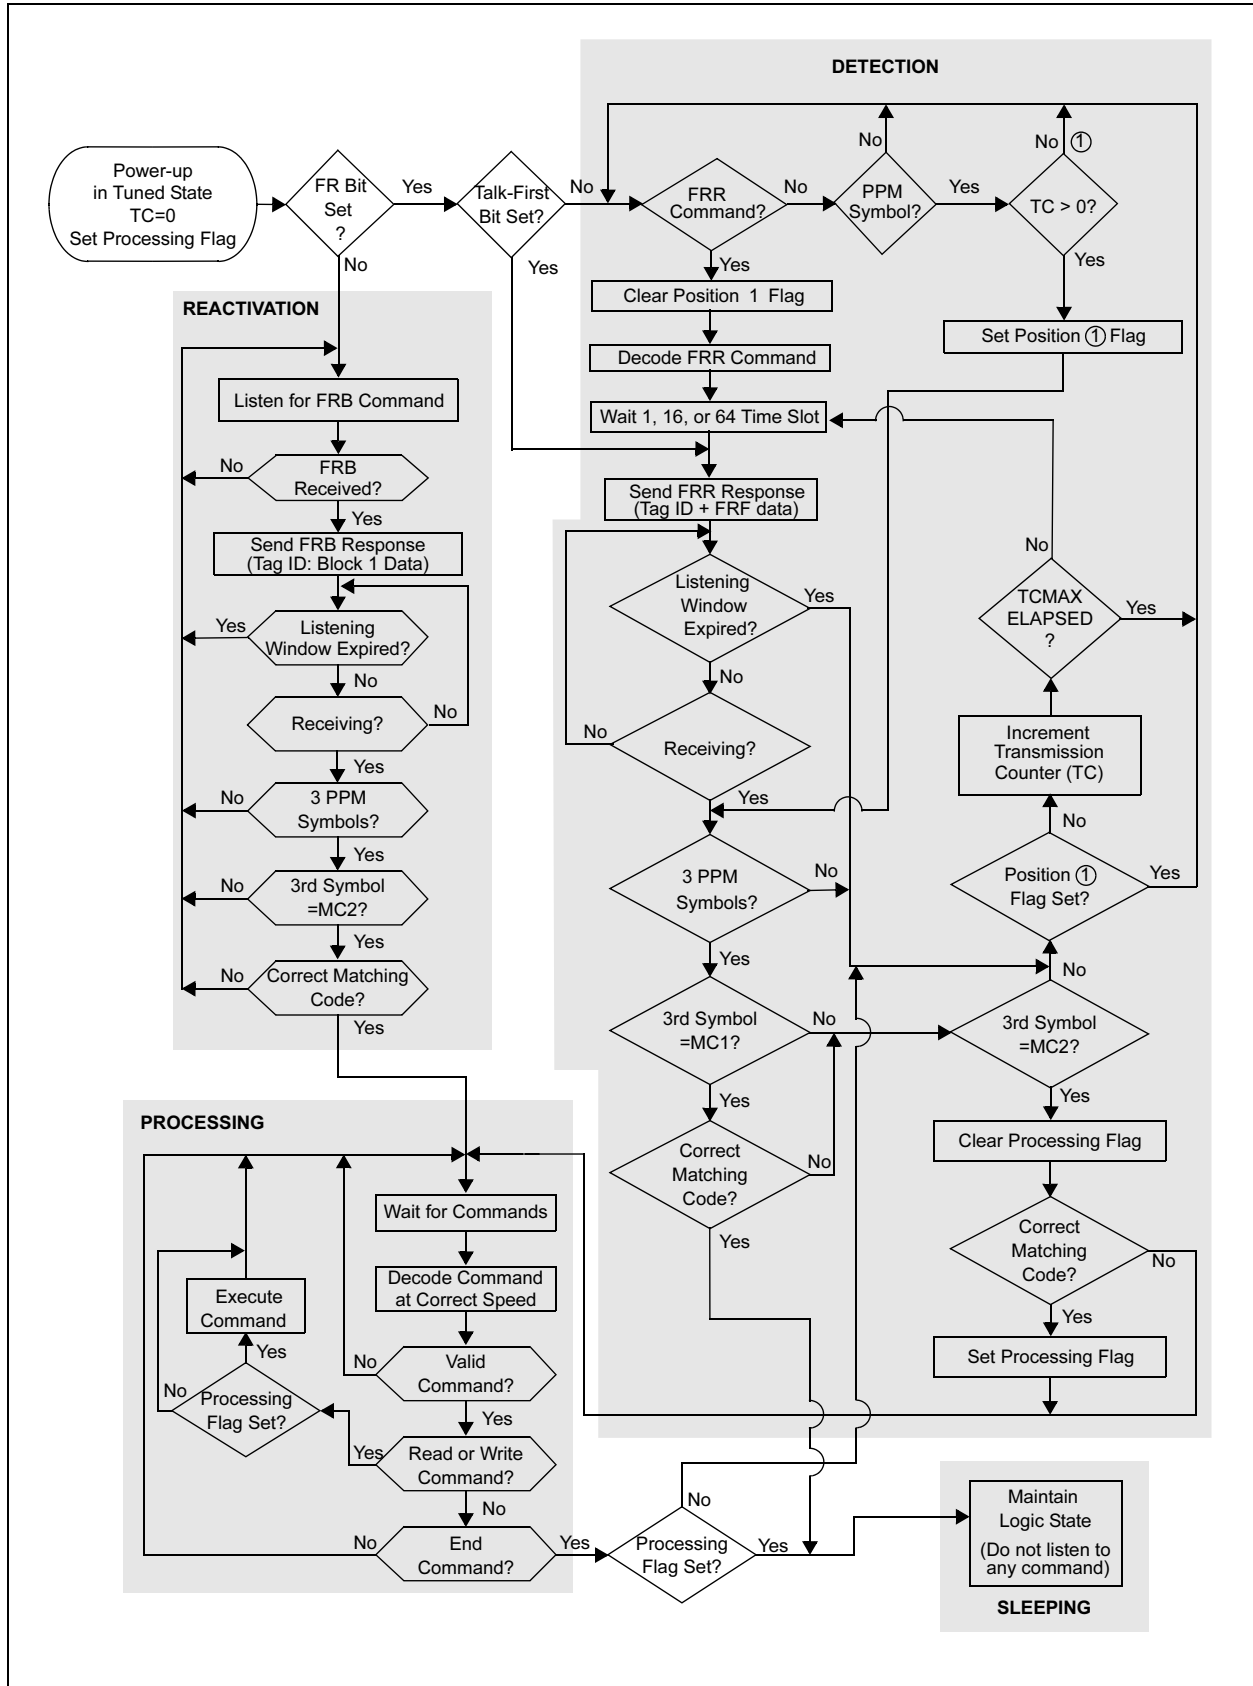 DETECTION
Power-up
in Tuned State
TC=0
Set Processing Flag
FR Bit
Set
?
Yes
No
Talk-First
Bit Set?
No
Yes
FRR
Command?
No
Yes
PPM
Symbol?
No
Yes
TC > 0?
No ①
Yes
Clear Position 1 Flag
Set Position ① Flag
Decode FRR Command
Wait 1, 16, or 64 Time Slot
Send FRR Response
(Tag ID + FRF data)
Listening
Window
Expired?
Yes
No
Receiving?
No
Yes
3 PPM
Symbols?
No
Yes
3rd Symbol
=MC1?
No
Yes
Correct
Matching
Code?
No
Yes
No
TCMAX
ELAPSED
?
Yes
Increment
Transmission
Counter (TC)
No
Position ①
Flag Set?
Yes
No
3rd Symbol
=MC2?
Yes
Clear Processing Flag
Correct
Matching
Code?
No
Yes
Set Processing Flag
REACTIVATION
Listen for FRB Command
No
FRB
Received?
Yes
Send FRB Response
(Tag ID: Block 1 Data)
Yes
Listening
Window Expired?
No
Receiving?
No
Yes
No
3 PPM
Symbols?
Yes
No
3rd Symbol
=MC2?
Yes
No
Correct Matching
Code?
Yes
PROCESSING
Wait for Commands
Decode Command
at Correct Speed
Execute
Command
Yes
No
Processing
Flag Set?
No
Valid
Command?
Yes
Yes
Read or Write
Command?
No
No
End
Command?
Yes
No
Processing
Flag Set?
Yes
Maintain
Logic State
(Do not listen to
any command)
SLEEPING